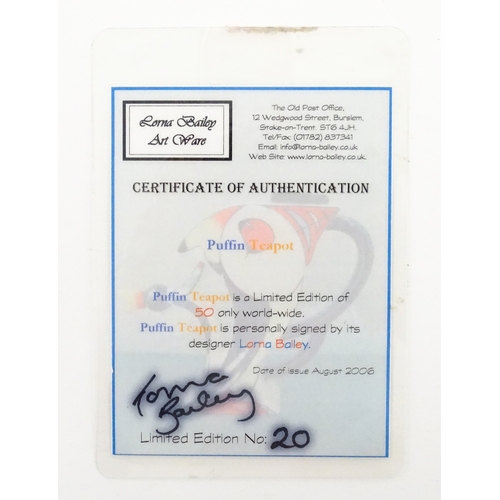 Lorna Bailey
Art Ware
The Old Post Office,
12 Wedgwood Street, Burslem,
Stoke-on-Trent. ST6 4JH.
Tel/Fax: (01782) 837341
Email: info@lorna-bailey.co.uk
Web Site: www.lorna-bailey.co.uk.
CERTIFICATE OF AUTHENTICATION
Puffin Teapot
Puffin Teapot is a Limited Edition of
50 only world-wide.
Puffin Teapot is personally signed by its
designer Lorna Bailey.
Date of issue August 2006
Lorna
Bailey
Limited Edition No: 20